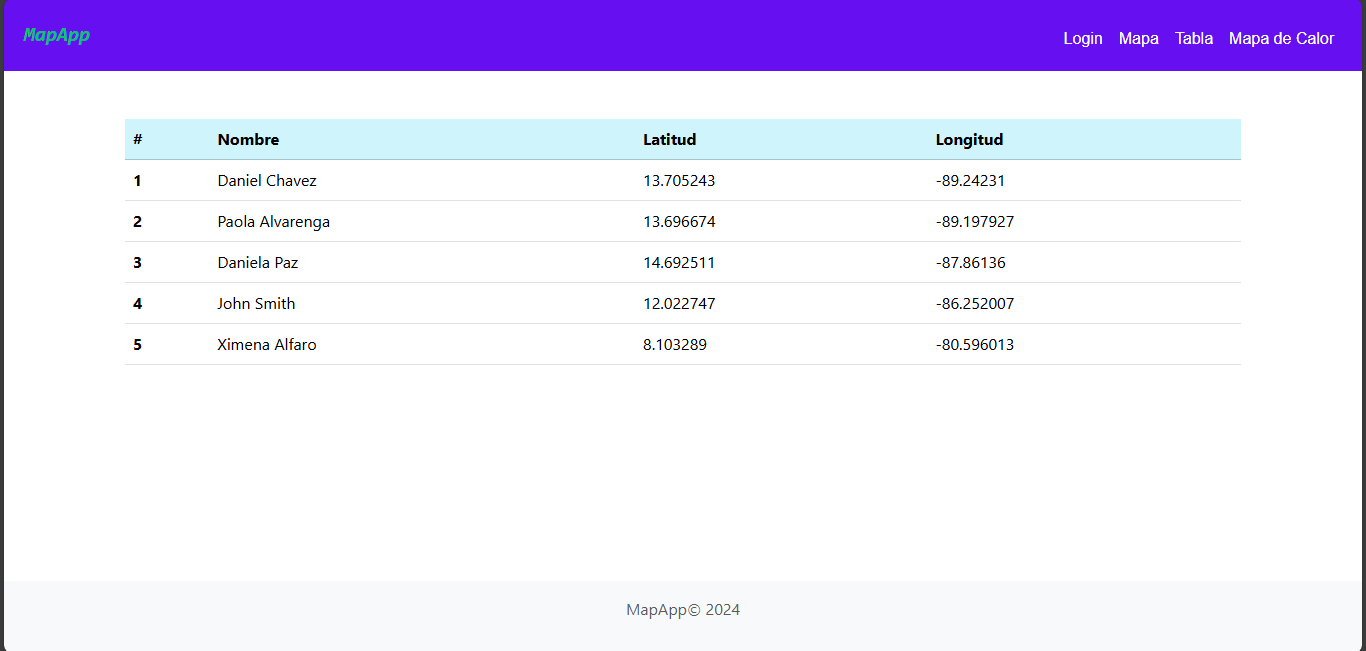 MapApp
Login Mapa Tabla Mapa de Calor
# Nombre Latitud Longitud
1 Daniel Chavez 13.705243 -89.24231
2 Paola Alvarenga 13.696674 -89.197927
3 Daniela Paz 14.692511 -87.86136
4 John Smith 12.022747 -86.252007
5 Ximena Alfaro 8.103289 -80.596013
MapApp© 2024